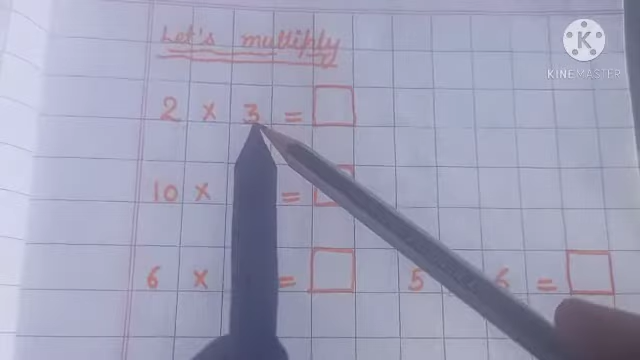 Let's multiply
2 × 3 =
10 × =
6 × = 5 6 =
KINEMASTER